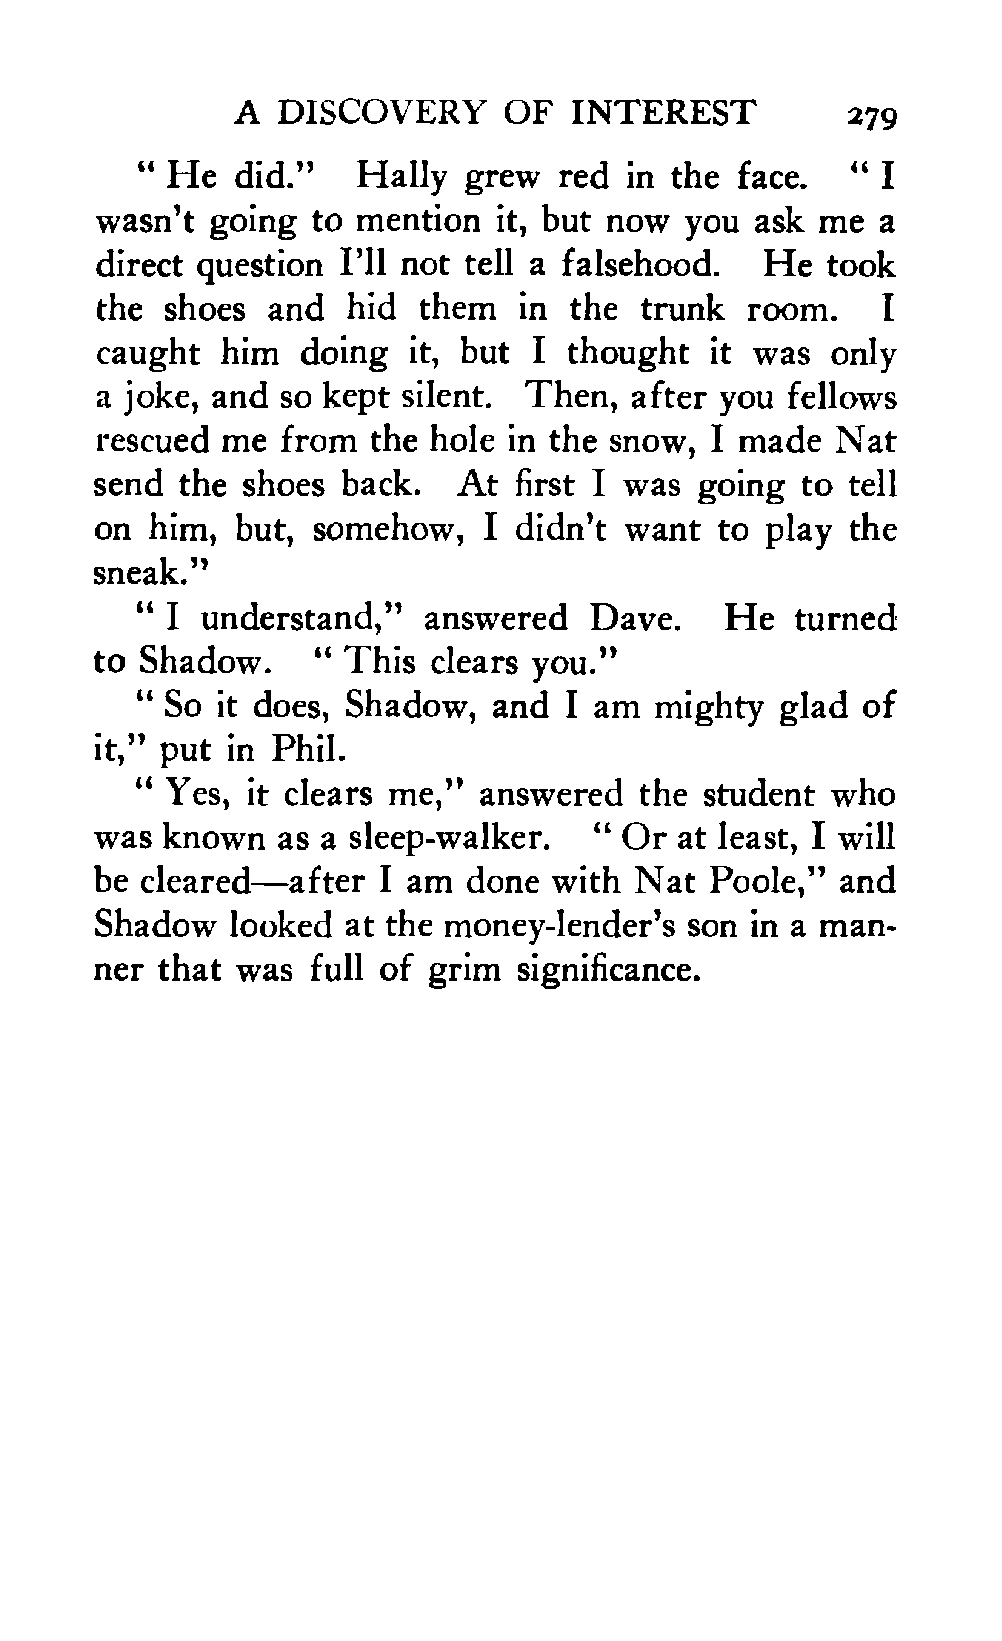 A DISCOVERY OF INTEREST 279
" He did." Hally grew red in the face. " I
wasn't going to mention it, but now you ask me a
direct question I'll not tell a falsehood. He took
the shoes and hid them in the trunk room. I
caught him doing it, but I thought it was only
a joke, and so kept silent. Then, after you fellows
rescued me from the hole in the snow, I made Nat
send the shoes back. At first I was going to tell
on him, but, somehow, I didn't want to play the
sneak."
" I understand," answered Dave. He turned
to Shadow. " This clears you."
" So it does, Shadow, and I am mighty glad of
it," put in Phil.
" Yes, it clears me," answered the student who
was known as a sleep-walker. " Or at least, I will
be cleared—after I am done with Nat Poole," and
Shadow looked at the money-lender's son in a man-
ner that was full of grim significance.